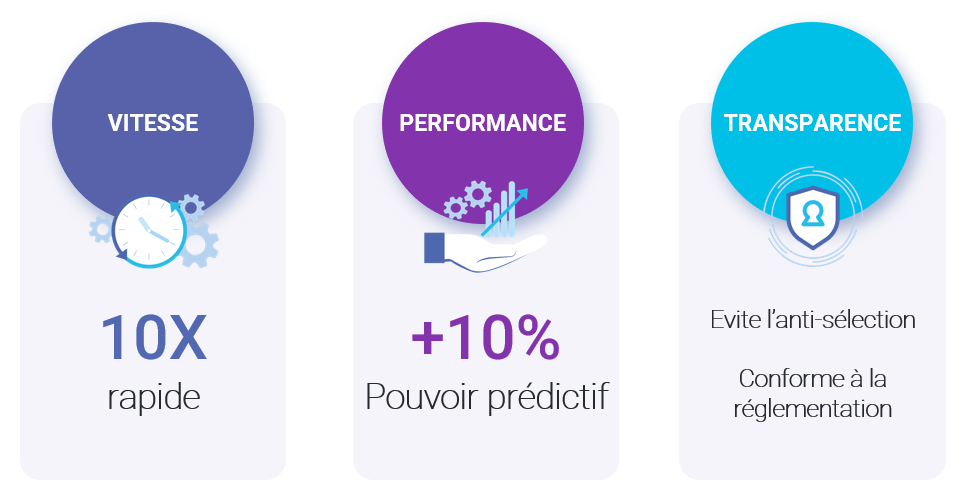 VITESSE
10X
rapide
PERFORMANCE
+10%
Pouvoir prédictif
TRANSPARENCE
Evite l’anti-sélection
Conforme à la
réglementation